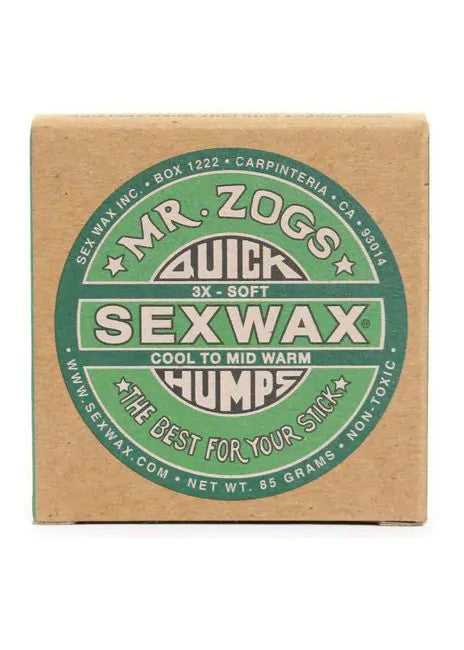 SEX WAX INC. • BOX 1222 • CARPINTERIA • CA • 93014
MR. ZOGS
QUICK
3X - SOFT
SEXWAX®
COOL TO MID WARM
HUMPS
THE BEST FOR YOUR STICK
• WWW.SEXWAX.COM • NET WT. 85 GRAMS • NON-TOXIC •